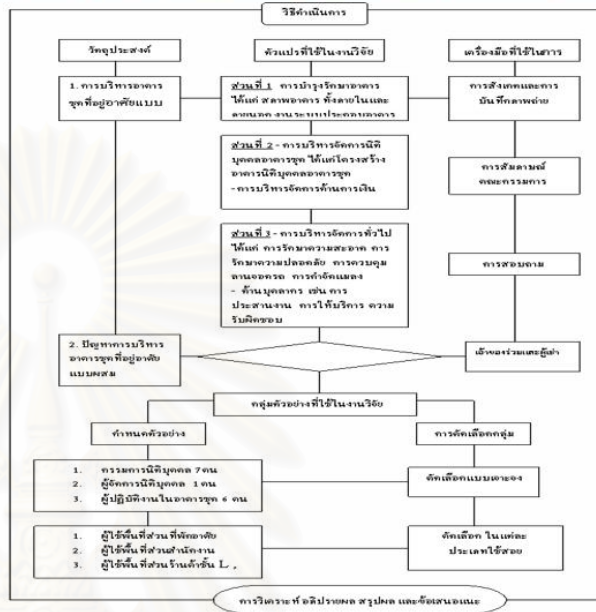 วิธีดำเนินการ
วัตถุประสงค์
ตัวแปรที่ใช้ในงานวิจัย
เครื่องมือที่ใช้ในการ
1. การบริหารอาคาร
ชุดที่อยู่อาศัยแบบ
ส่วนที่ 1 การบำรุงรักษาอาคาร
ได้แก่ สภาพอาคาร ทั้งภายในและ
ภายนอก งานระบบประกอบอาคาร
การสังเกตและการ
บันทึกภาพถ่าย
ส่วนที่ 2 - การบริหารจัดการนิติ
บุคคลอาคารชุด ได้แก่โครงสร้าง
อาคารนิติบุคคลอาคารชุด
-การบริหารจัดการด้านการเงิน
การสัมภาษณ์
คณะกรรมการ
ส่วนที่ 3 - การบริหารจัดการทั่วไป
ได้แก่ การรักษาความสะอาด การ
รักษาความปลอดภัย การควบคุม
ลานจอดรถ การกำจัดแมลง
- ด้านบุคลากร เช่น การ
ประสานงาน การให้บริการ ความ
รับผิดชอบ
การสอบถาม
2. ปัญหาการบริหาร
อาคารชุดที่อยู่อาศัย
แบบผสม
เจ้าของร่วมและผู้เช่า
กลุ่มตัวอย่างที่ใช้ในงานวิจัย
กำหนดตัวอย่าง
การคัดเลือกกลุ่ม
1. กรรมการนิติบุคคล 7 คน
2. ผู้จัดการนิติบุคคล 1 คน
3. ผู้ปฏิบัติงานในอาคารชุด 6 คน
คัดเลือกแบบเจาะจง
1. ผู้ใช้พื้นที่ส่วนที่พักอาศัย
2. ผู้ใช้พื้นที่ส่วนสำนักงาน
3. ผู้ใช้พื้นที่ส่วนร้านค้าชั้น L ,
คัดเลือก ในแต่ละ
ประเภทใช้สอย
การวิเคราะห์ อภิปรายผล สรุปผล และข้อเสนอแนะ